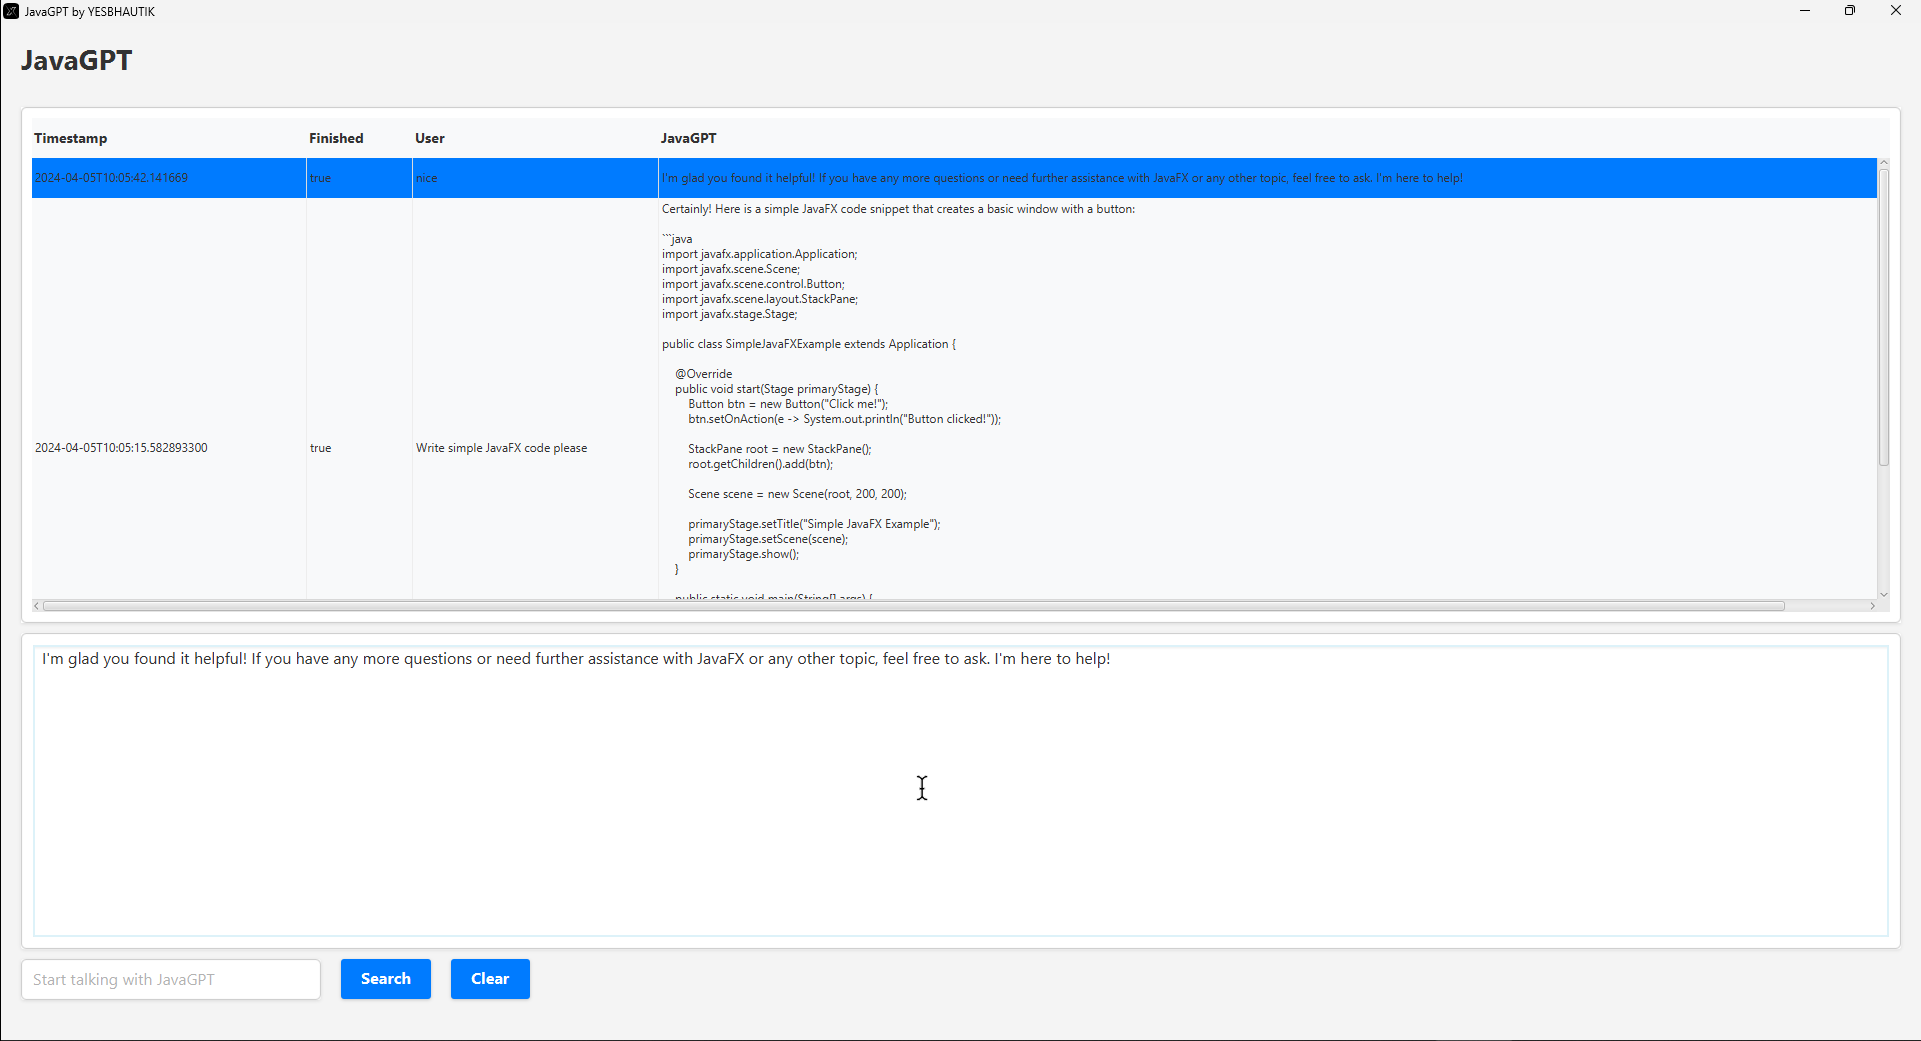 JavaGPT by YESBHAUTIK
JavaGPT
Timestamp Finished User JavaGPT
2024-04-05T10:05:42.141669 true nice I'm glad you found it helpful! If you have any more questions or need further assistance with JavaFX or any other topic, feel free to ask. I'm here to help!
Certainly! Here is a simple JavaFX code snippet that creates a basic window with a button:
```java
import javafx.application.Application;
import javafx.scene.Scene;
import javafx.scene.control.Button;
import javafx.scene.layout.StackPane;
import javafx.stage.Stage;
public class SimpleJavaFXExample extends Application {
@Override
public void start(Stage primaryStage) {
Button btn = new Button("Click me!");
btn.setOnAction(e -> System.out.println("Button clicked!"));
2024-04-05T10:05:15.582893300 true Write simple JavaFX code please StackPane root = new StackPane();
root.getChildren().add(btn);
Scene scene = new Scene(root, 200, 200);
primaryStage.setTitle("Simple JavaFX Example");
primaryStage.setScene(scene);
primaryStage.show();
}
public static void main(String[] args) {
I'm glad you found it helpful! If you have any more questions or need further assistance with JavaFX or any other topic, feel free to ask. I'm here to help!
Start talking with JavaGPT Search Clear